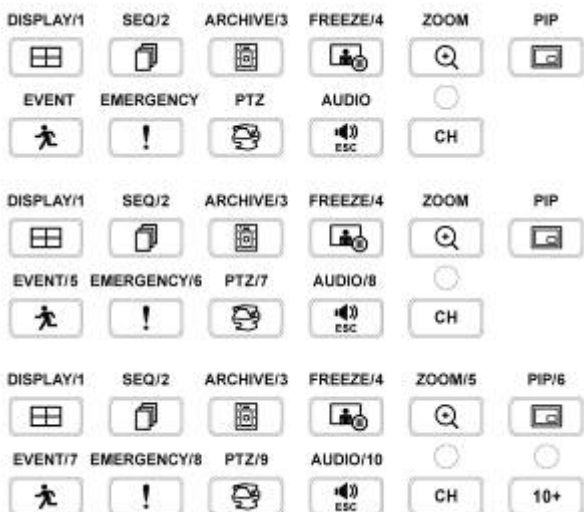 DISPLAY/1 SEQ/2 ARCHIVE/3 FREEZE/4 ZOOM PIP
EVENT EMERGENCY PTZ AUDIO
ESC CH
DISPLAY/1 SEQ/2 ARCHIVE/3 FREEZE/4 ZOOM PIP
EVENT/5 EMERGENCY/6 PTZ/7 AUDIO/8
ESC CH
DISPLAY/1 SEQ/2 ARCHIVE/3 FREEZE/4 ZOOM/5 PIP/6
EVENT/7 EMERGENCY/8 PTZ/9 AUDIO/10
! ESC CH 10+